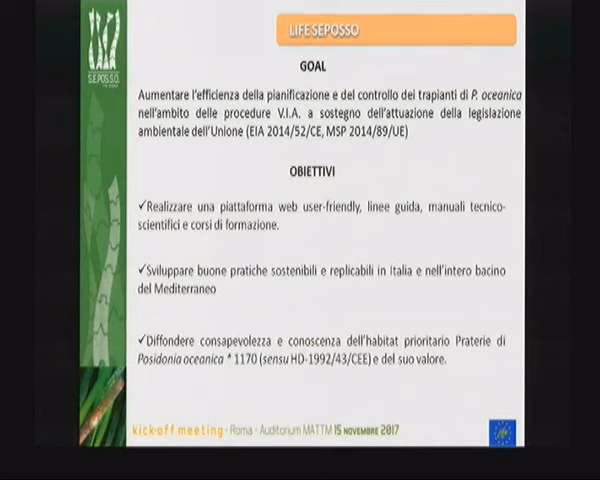 LIFE SEPOSSO
S.E.POS.S.O.
GOAL
Aumentare l'efficienza della pianificazione e del controllo dei trapianti di P. oceanica
nell'ambito delle procedure V.I.A. a sostegno dell'attuazione della legislazione
ambientale dell'Unione (EIA 2014/52/CE, MSP 2014/89/UE)
OBIETTIVI
✓Realizzare una piattaforma web user-friendly, linee guida, manuali tecnico-
scientifici e corsi di formazione.
✓Sviluppare buone pratiche sostenibili e replicabili in Italia e nell'intero bacino
del Mediterraneo
✓Diffondere consapevolezza e conoscenza dell'habitat prioritario Praterie di
Posidonia oceanica * 1170 (sensu HD-1992/43/CEE) e del suo valore.
kick-off meeting - Roma - Auditorium MATTM 15 NOVEMBRE 2017